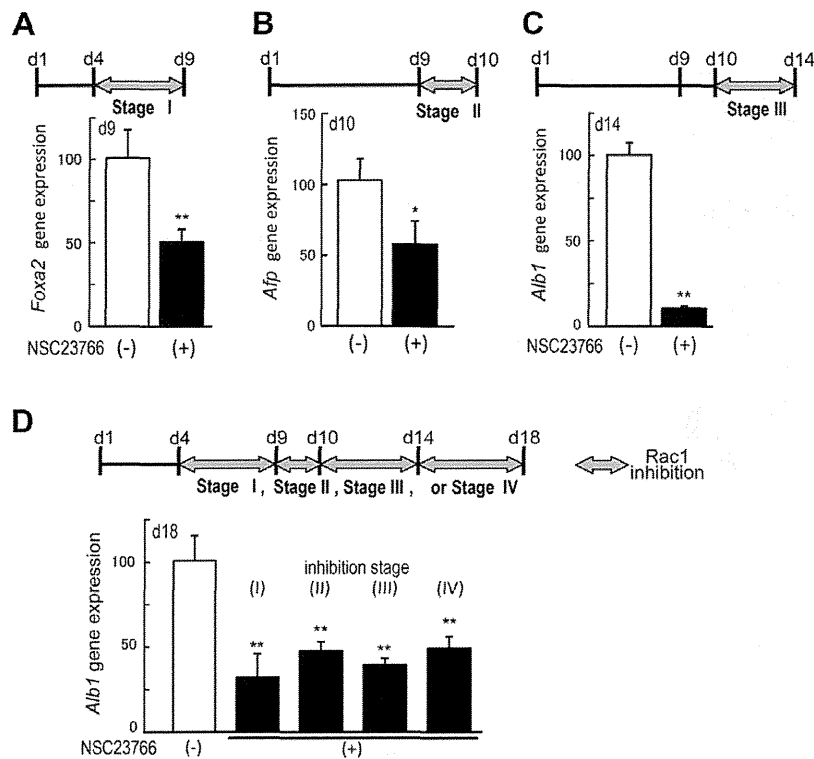 A
d1 d4 d9
Stage I
d9
Foxa2 gene expression
100
50
0
**
NSC23766 (-) (+)
B
d1 d9 d10
Stage II
d10
Afp gene expression
150
100
50
0
*
(-) (+)
C
d1 d9 d10 d14
Stage III
d14
Alb1 gene expression
100
50
0
**
(-) (+)
D
d1 d4 d9 d10 d14 d18
Stage I , Stage II , Stage III , or Stage IV
Rac1
inhibition
d18
Alb1 gene expression
100
50
0
inhibition stage
(I) (II) (III) (IV)
** ** ** **
NSC23766 (-) (+)